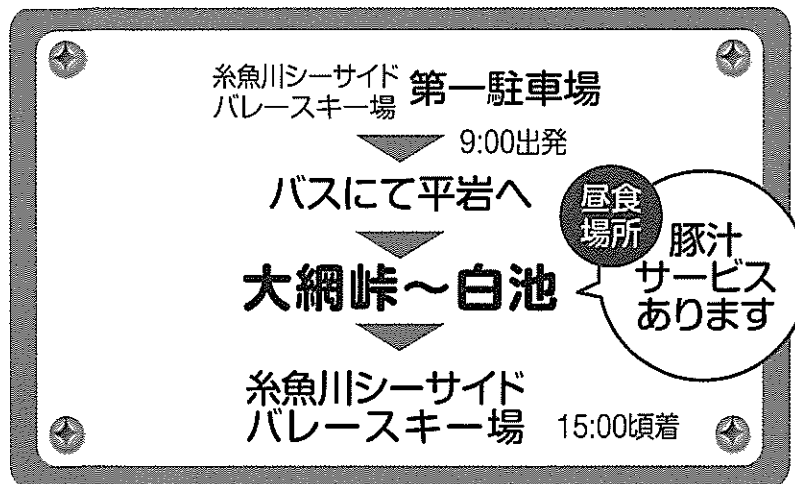 糸魚川シーサイド
バレースキー場
第一駐車場
9:00出発
バスにて平岩へ
大網峠～白池
昼食
場所
豚汁
サービス
あります
糸魚川シーサイド
バレースキー場
15:00頃着